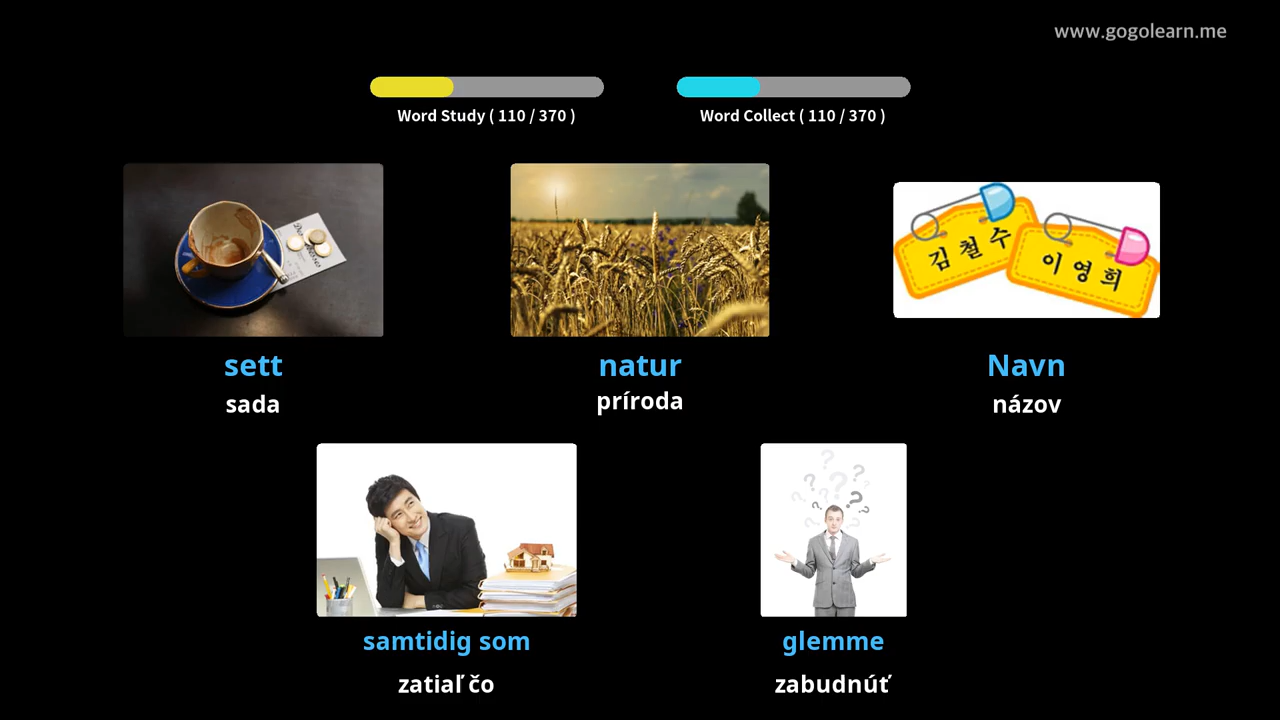 www.gogolearn.me
Word Study ( 110 / 370 )
Word Collect ( 110 / 370 )
김철수
이영희
sett
natur
Navn
sada
príroda
názov
samtidig som
glemme
zatiaľ čo
zabudnúť